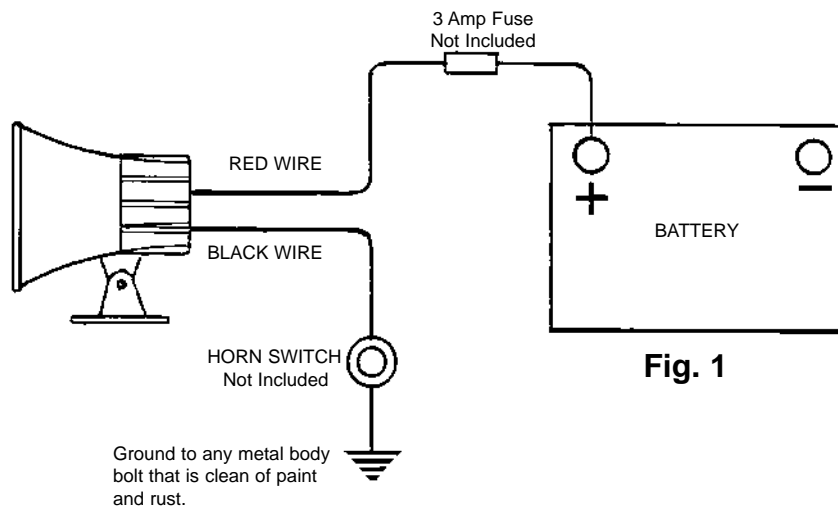 3 Amp Fuse
Not Included
RED WIRE
+
−
BATTERY
BLACK WIRE
HORN SWITCH
Not Included
Fig. 1
Ground to any metal body
bolt that is clean of paint
and rust.